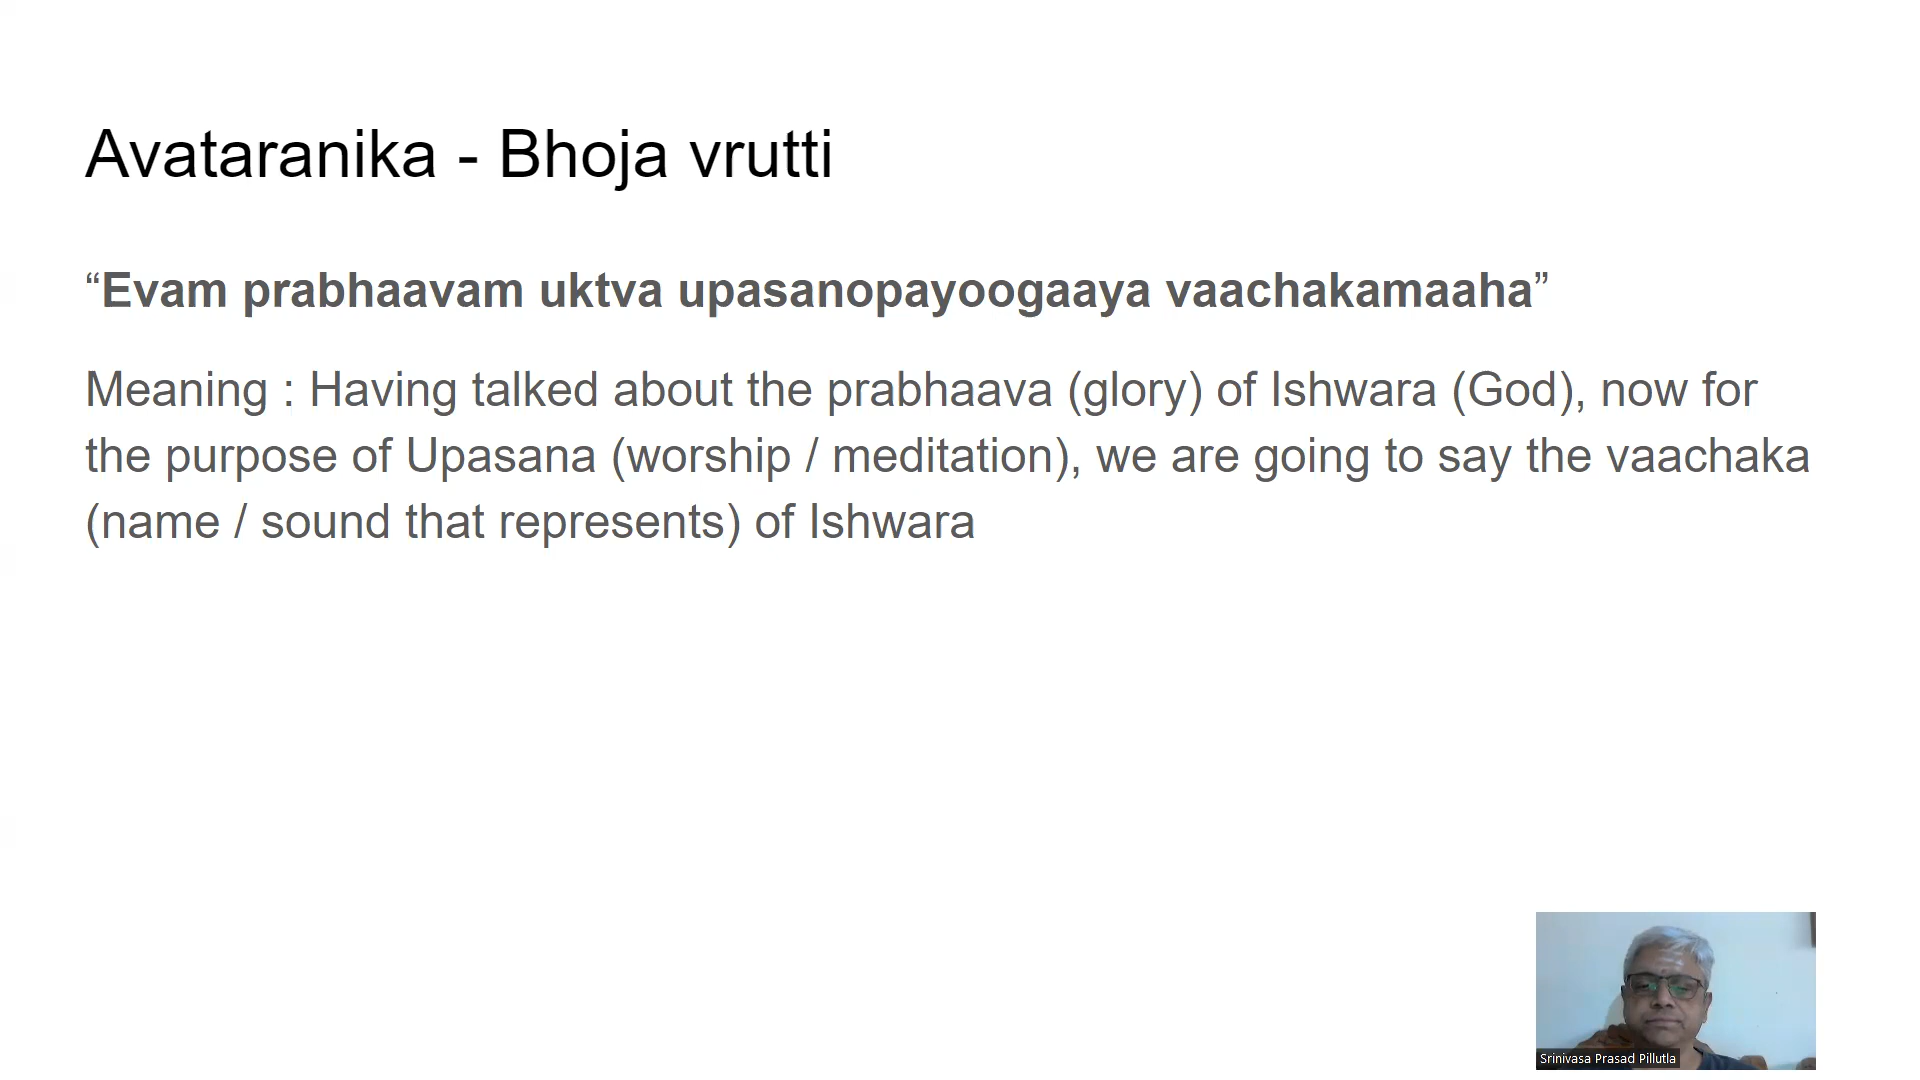 Avataranika - Bhoja vrutti
“Evam prabhaavam uktva upasanopayoogaaya vaachakamaaha”
Meaning : Having talked about the prabhaava (glory) of Ishwara (God), now for
the purpose of Upasana (worship / meditation), we are going to say the vaachaka
(name / sound that represents) of Ishwara
Srinivasa Prasad Pillutla